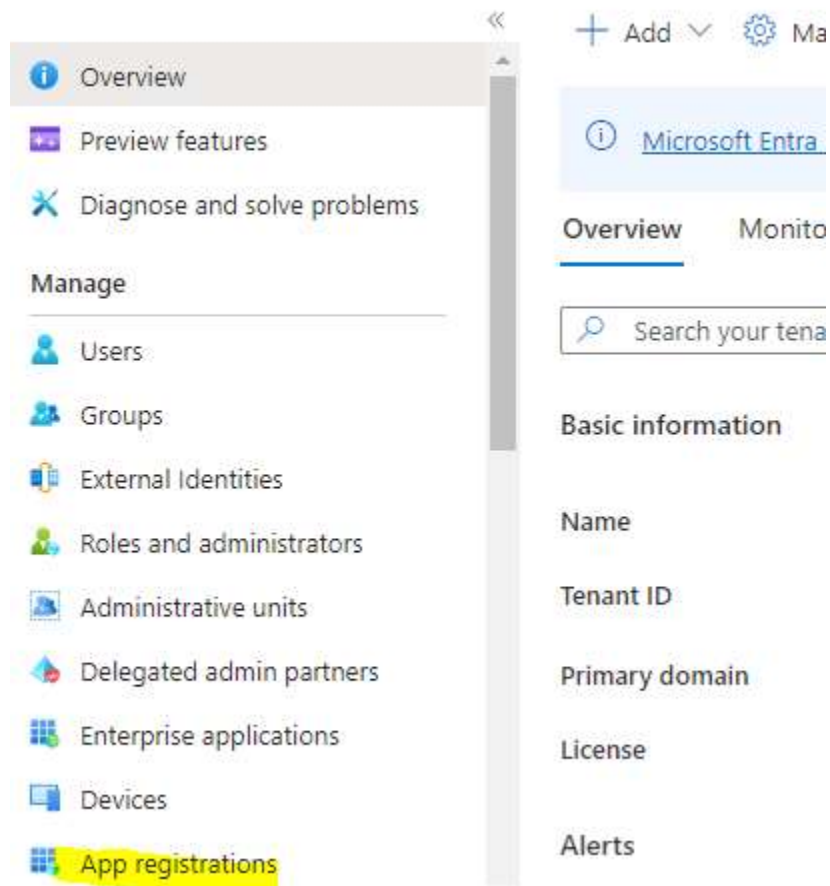 Overview
Preview features
Diagnose and solve problems
Manage
Users
Groups
External Identities
Roles and administrators
Administrative units
Delegated admin partners
Enterprise applications
Devices
App registrations
Add
Ma
Microsoft Entra
Overview Monito
Search your tena
Basic information
Name
Tenant ID
Primary domain
License
Alerts